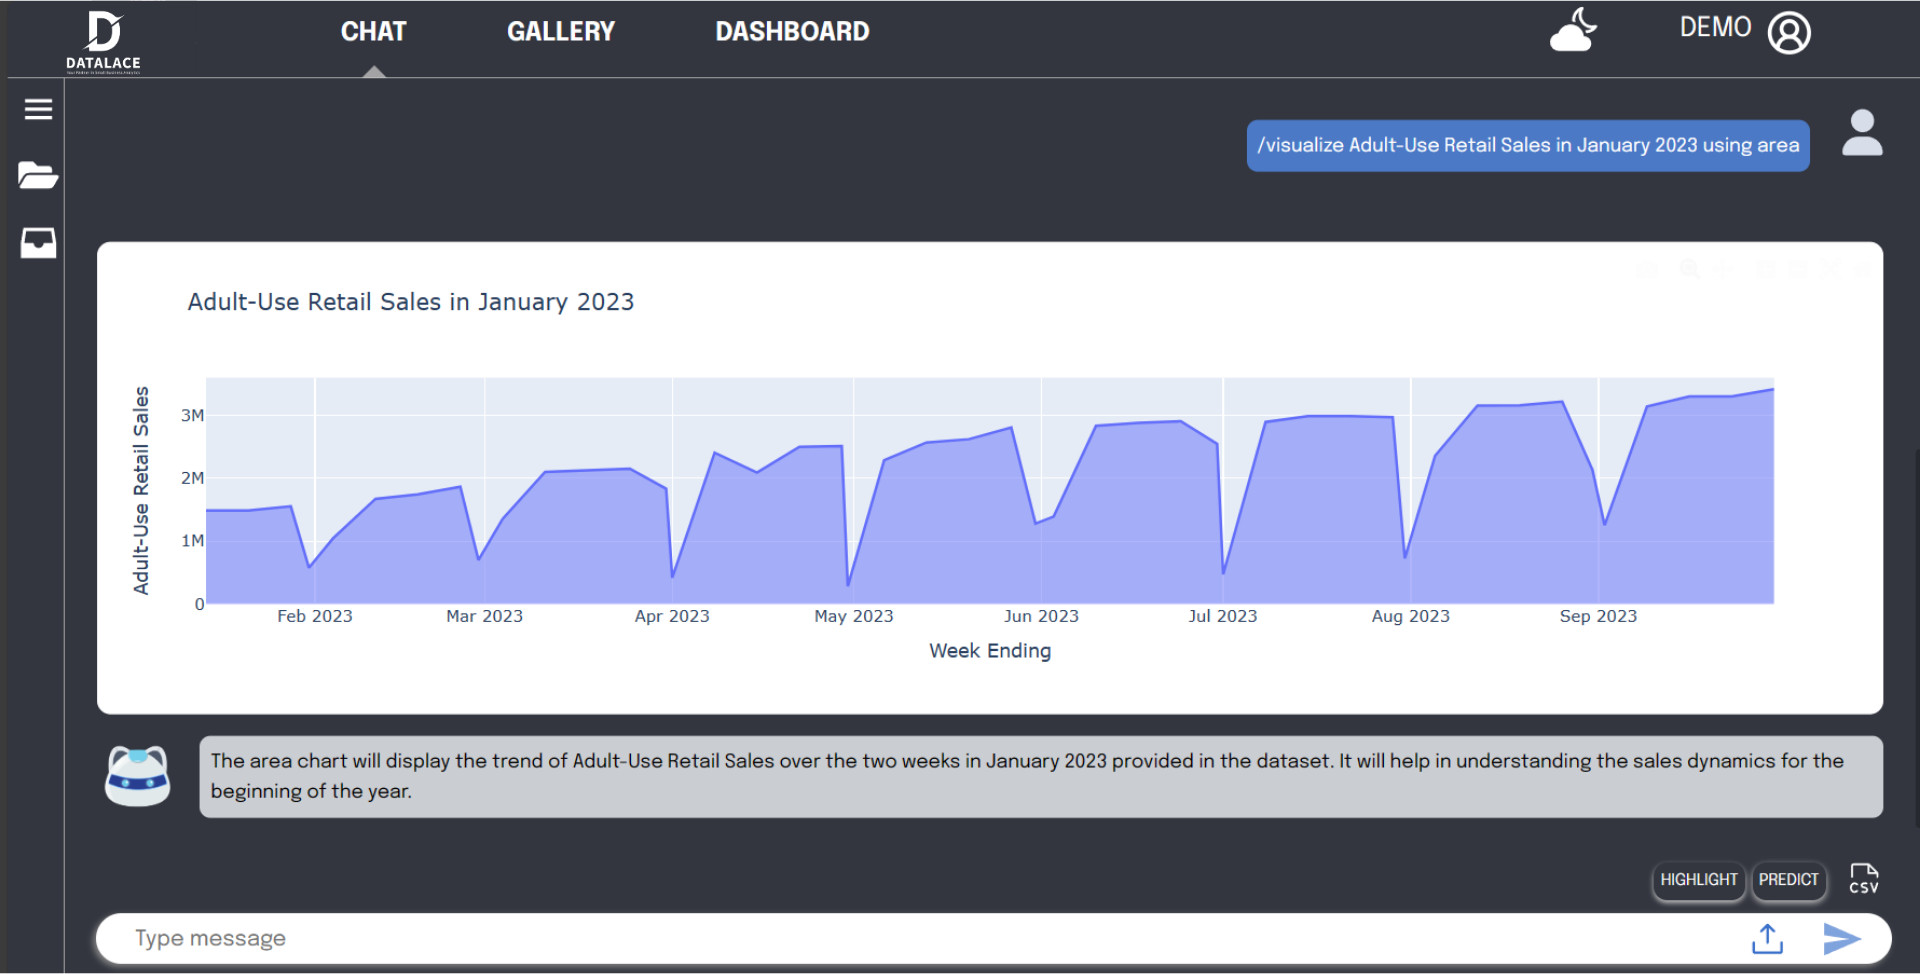 CHAT GALLERY DASHBOARD DEMO
DATALACE
/visualize Adult-Use Retail Sales in January 2023 using area
Adult-Use Retail Sales in January 2023
Adult-Use Retail Sales
3M
2M
1M
0
Feb 2023 Mar 2023 Apr 2023 May 2023 Jun 2023 Jul 2023 Aug 2023 Sep 2023
Week Ending
The area chart will display the trend of Adult-Use Retail Sales over the two weeks in January 2023 provided in the dataset. It will help in understanding the sales dynamics for the
beginning of the year.
HIGHLIGHT PREDICT CSV
Type message